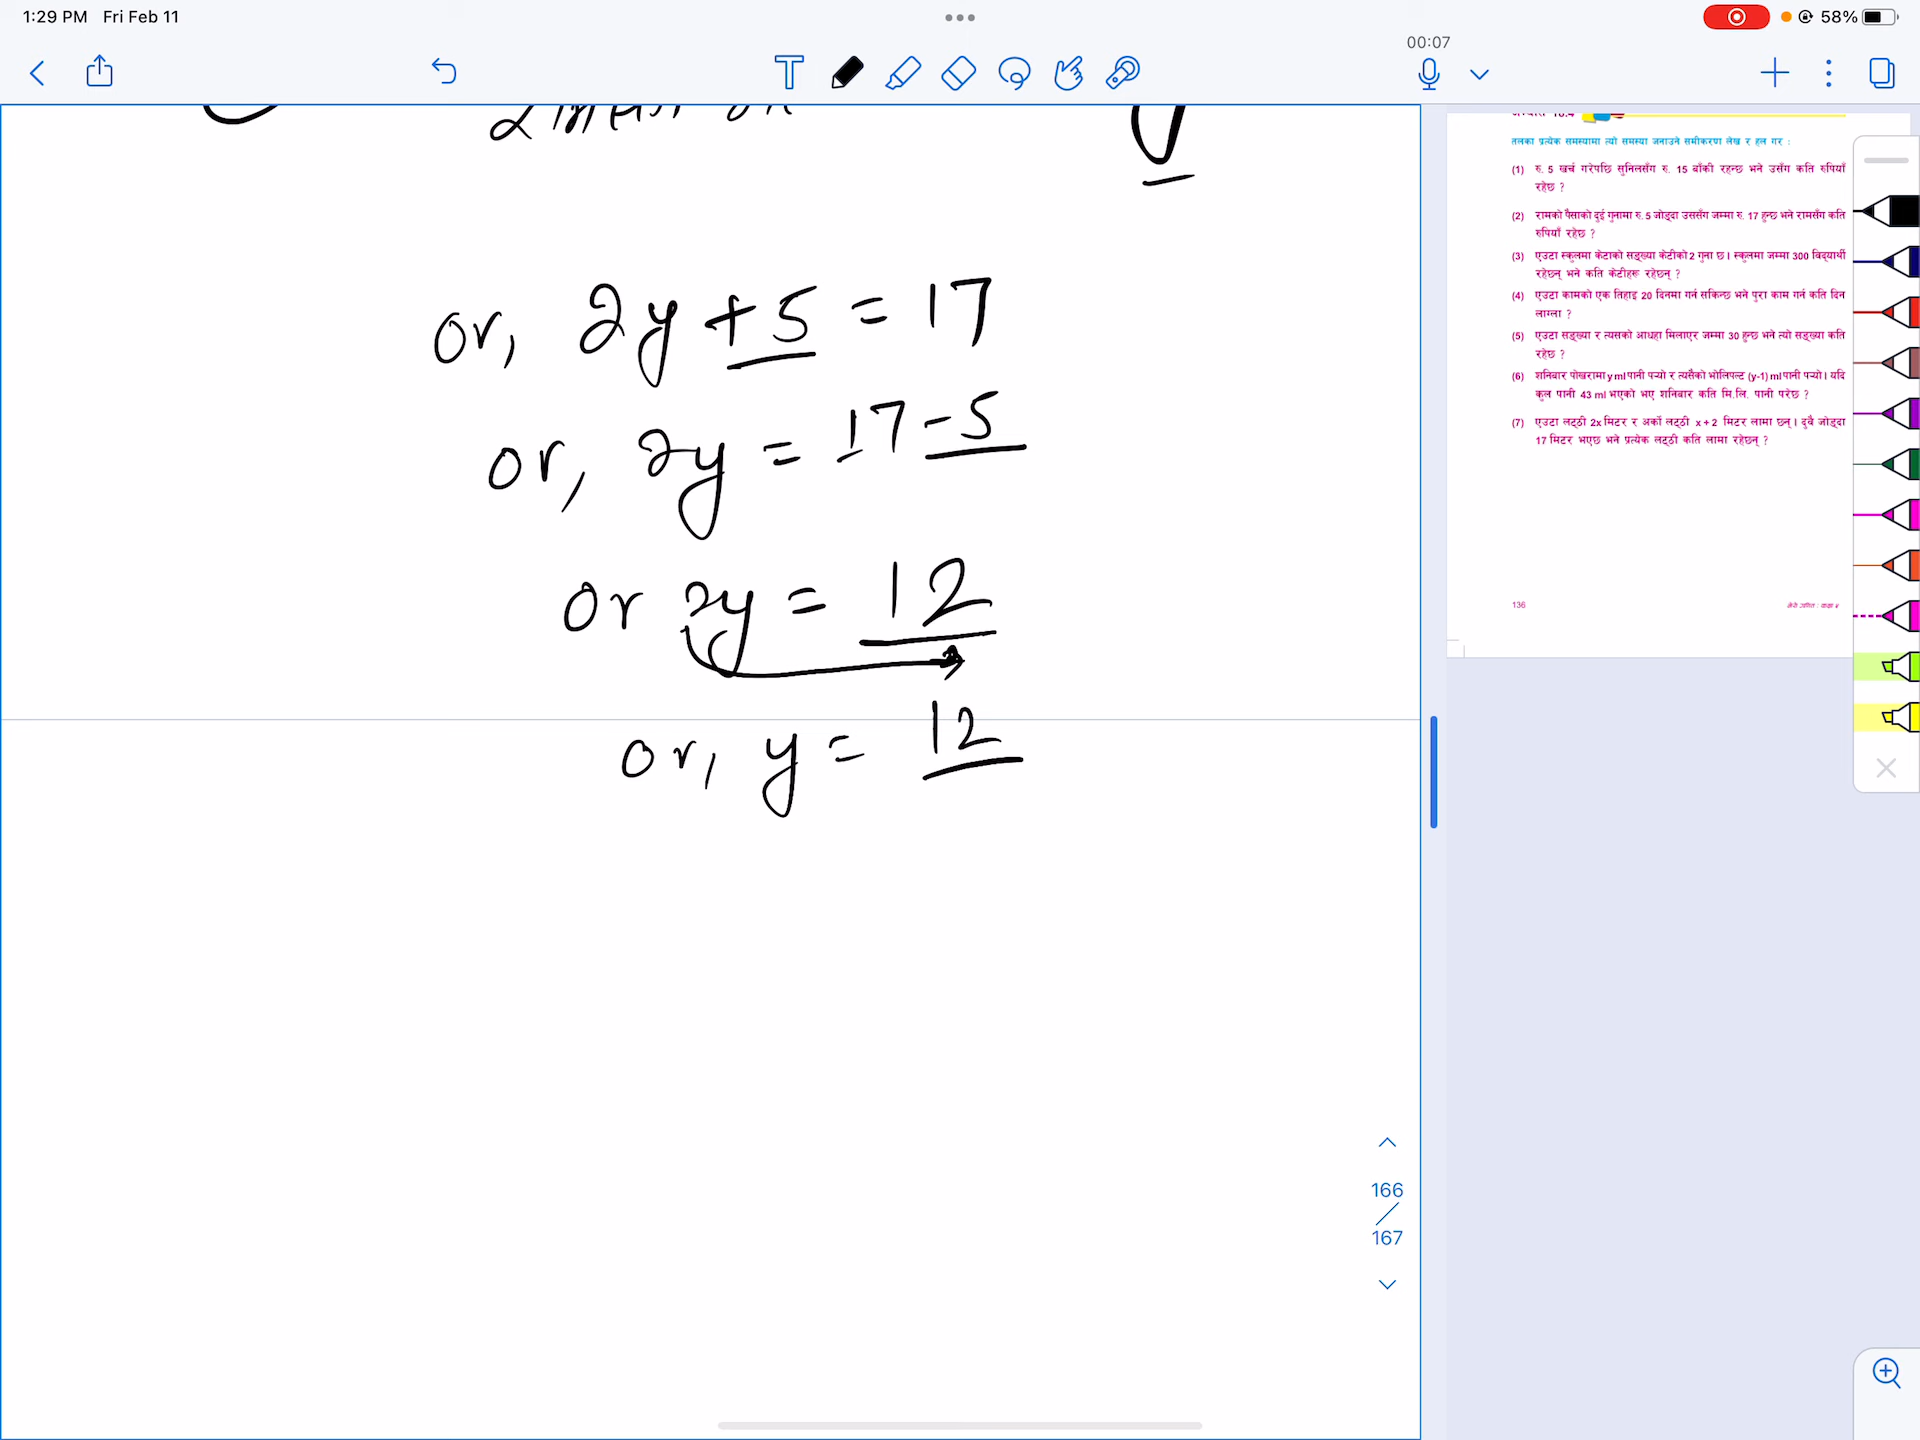 1:29 PM Fri Feb 11
58%
00:07
T
or, 2y + 5 = 17
or, 2y = 17 - 5
or 2y = 12
or, y = 12
166
167
तलका प्रत्येक समस्यामा त्यो समस्या जनाउने समीकरण लेख र हल गर :
(1) रु. 5 खर्च गरेपछि सुनिलसँग रु. 15 बाँकी रहन्छ भने उसँग कति रुपियाँ
रहेछ ?
(2) रामको पैसाको दुई गुनामा रु. 5 जोड्दा उससँग जम्मा रु. 17 हुन्छ भने रामसँग कति
रुपियाँ रहेछ ?
(3) एउटा स्कुलमा केटाको सङ्ख्या केटीको 2 गुना छ । स्कुलमा जम्मा 300 विद्यार्थी
रहेछन् भने कति केटीहरू रहेछन् ?
(4) एउटा कामको एक तिहाइ 20 दिनमा गर्न सकिन्छ भने पुरा काम गर्न कति दिन
लाग्ला ?
(5) एउटा सङ्ख्या र त्यसको आधहा मिलाएर जम्मा 30 हुन्छ भने त्यो सङ्ख्या कति
रहेछ ?
(6) शनिबार पोखरामा y ml पानी पर्‍यो र त्यसैको भोलिपल्ट (y-1) ml पानी पर्‍यो । यदि
कुल पानी 43 ml भएको भए शनिबार कति मि.लि. पानी परेछ ?
(7) एउटा लट्ठी 2x मिटर र अर्को लट्ठी x + 2 मिटर लामा छन् । दुवै जोड्दा
17 मिटर भएछ भने प्रत्येक लट्ठी कति लामा रहेछन् ?
136